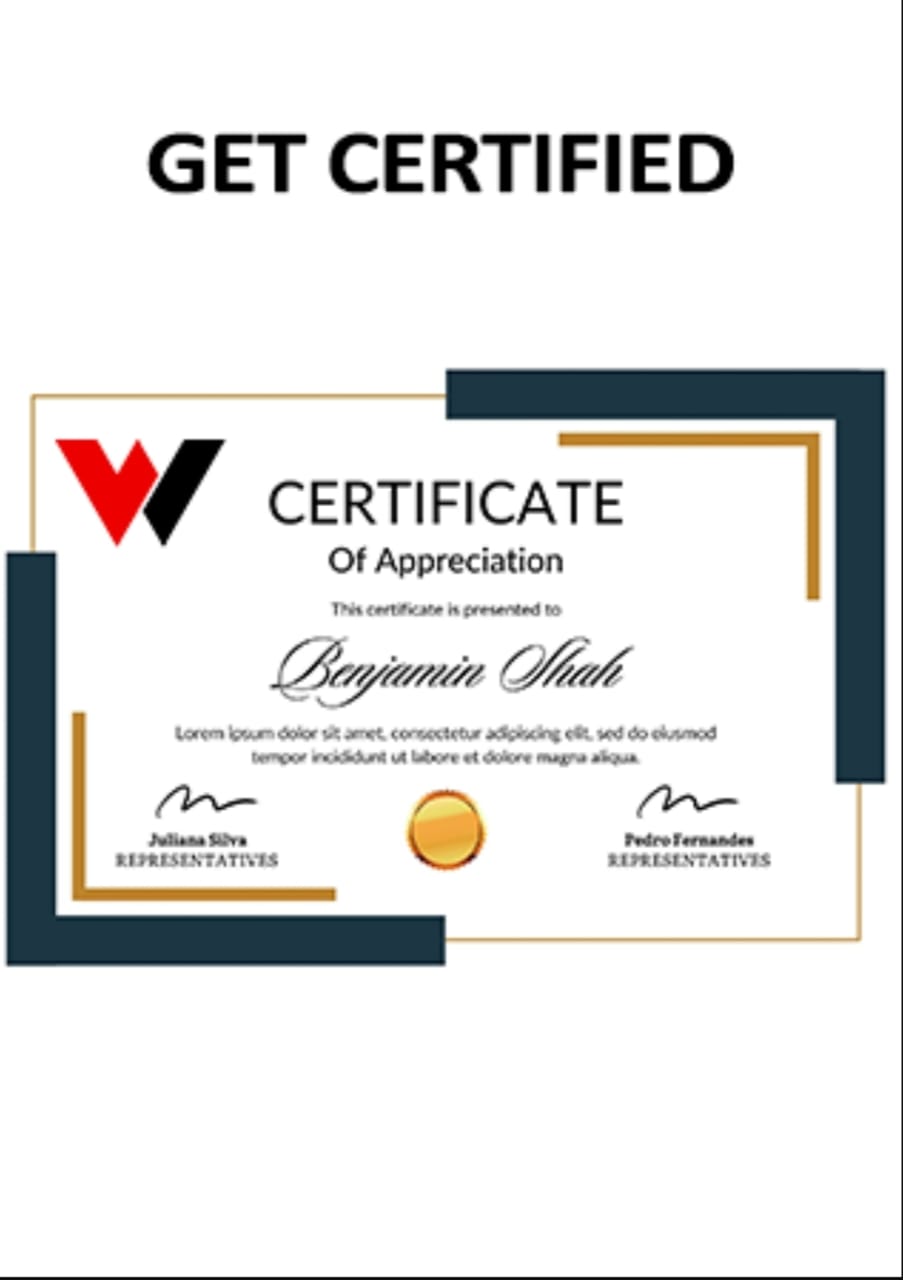 GET CERTIFIED
CERTIFICATE
Of Appreciation
This certificate is presented to
Benjamin Shah
Lorem ipsum dolor sit amet, consectetur adipiscing elit, sed do eiusmod
tempor incididunt ut labore et dolore magna aliqua.
Juliana Silva
REPRESENTATIVES
Pedro Fernandes
REPRESENTATIVES